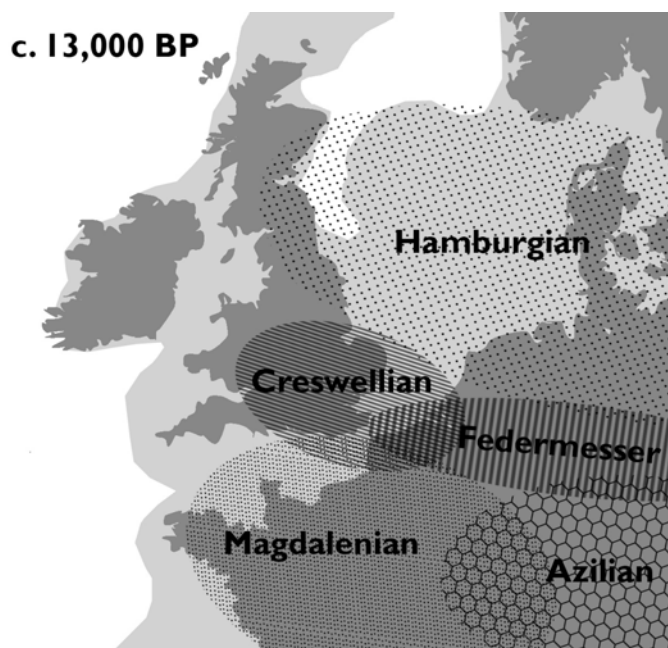 c. 13,000 BP
Hamburgian
Creswellian
Federmesser
Magdalenian
Azilian